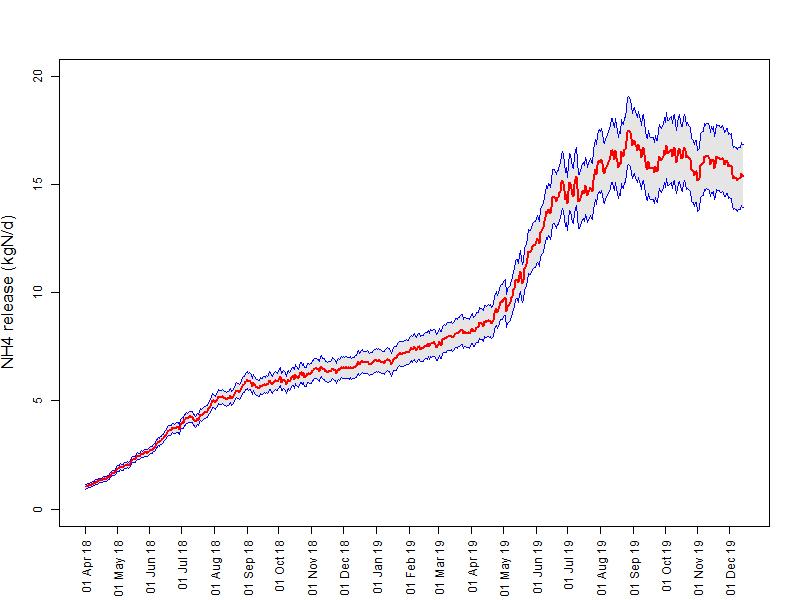 NH4 release (kgN/d)
20
15
10
5
0
01 Apr 18
01 May 18
01 Jun 18
01 Jul 18
01 Aug 18
01 Sep 18
01 Oct 18
01 Nov 18
01 Dec 18
01 Jan 19
01 Feb 19
01 Mar 19
01 Apr 19
01 May 19
01 Jun 19
01 Jul 19
01 Aug 19
01 Sep 19
01 Oct 19
01 Nov 19
01 Dec 19